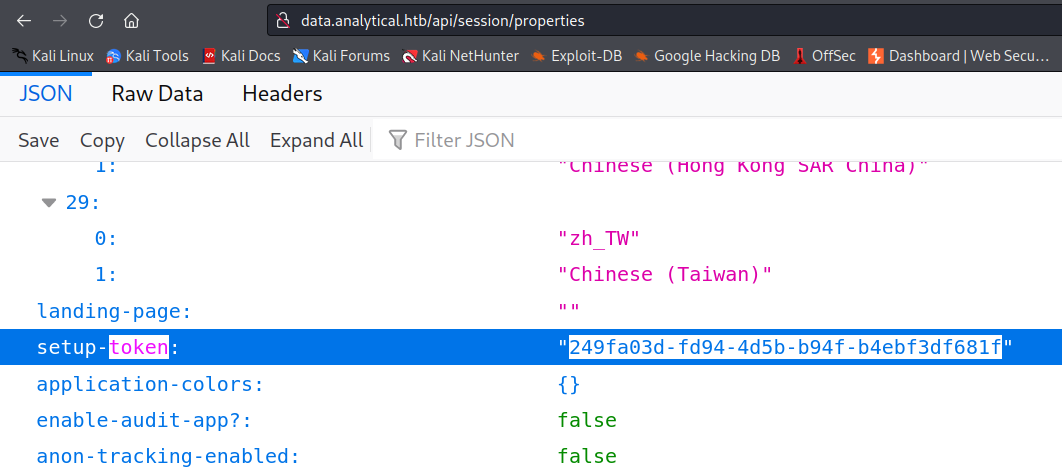 data.analytical.htb/api/session/properties
Kali Linux Kali Tools Kali Docs Kali Forums Kali NetHunter Exploit-DB Google Hacking DB OffSec Dashboard | Web Secu…
JSON Raw Data Headers
Save Copy Collapse All Expand All Filter JSON
1: "Chinese (Hong Kong SAR China)"
29:
0: "zh_TW"
1: "Chinese (Taiwan)"
landing-page: ""
setup-token: "249fa03d-fd94-4d5b-b94f-b4ebf3df681f"
application-colors: {}
enable-audit-app?: false
anon-tracking-enabled: false